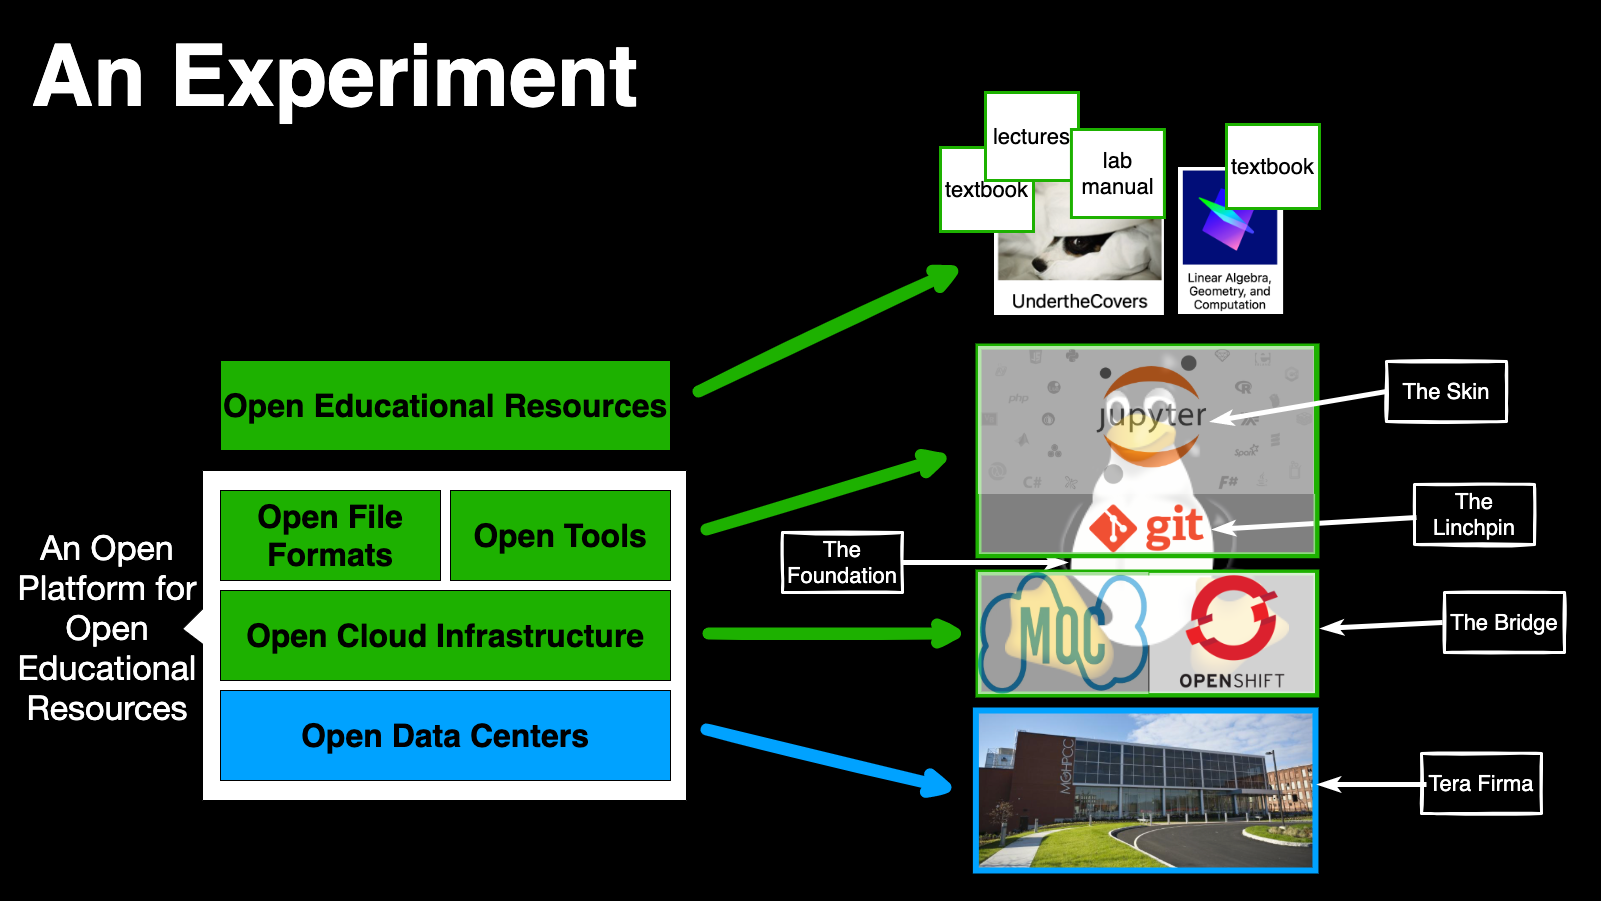 An Experiment
lectures
textbook
lab
manual
textbook
UndertheCovers
Linear Algebra,
Geometry, and
Computation
Open Educational Resources
Open File
Formats
Open Tools
Open Cloud Infrastructure
Open Data Centers
An Open
Platform for
Open
Educational
Resources
php
R
jupyter
Spark
C#
F#
git
The Skin
The
Linchpin
The
Foundation
MOC
OPENSHIFT
The Bridge
MGHPCC
Tera Firma